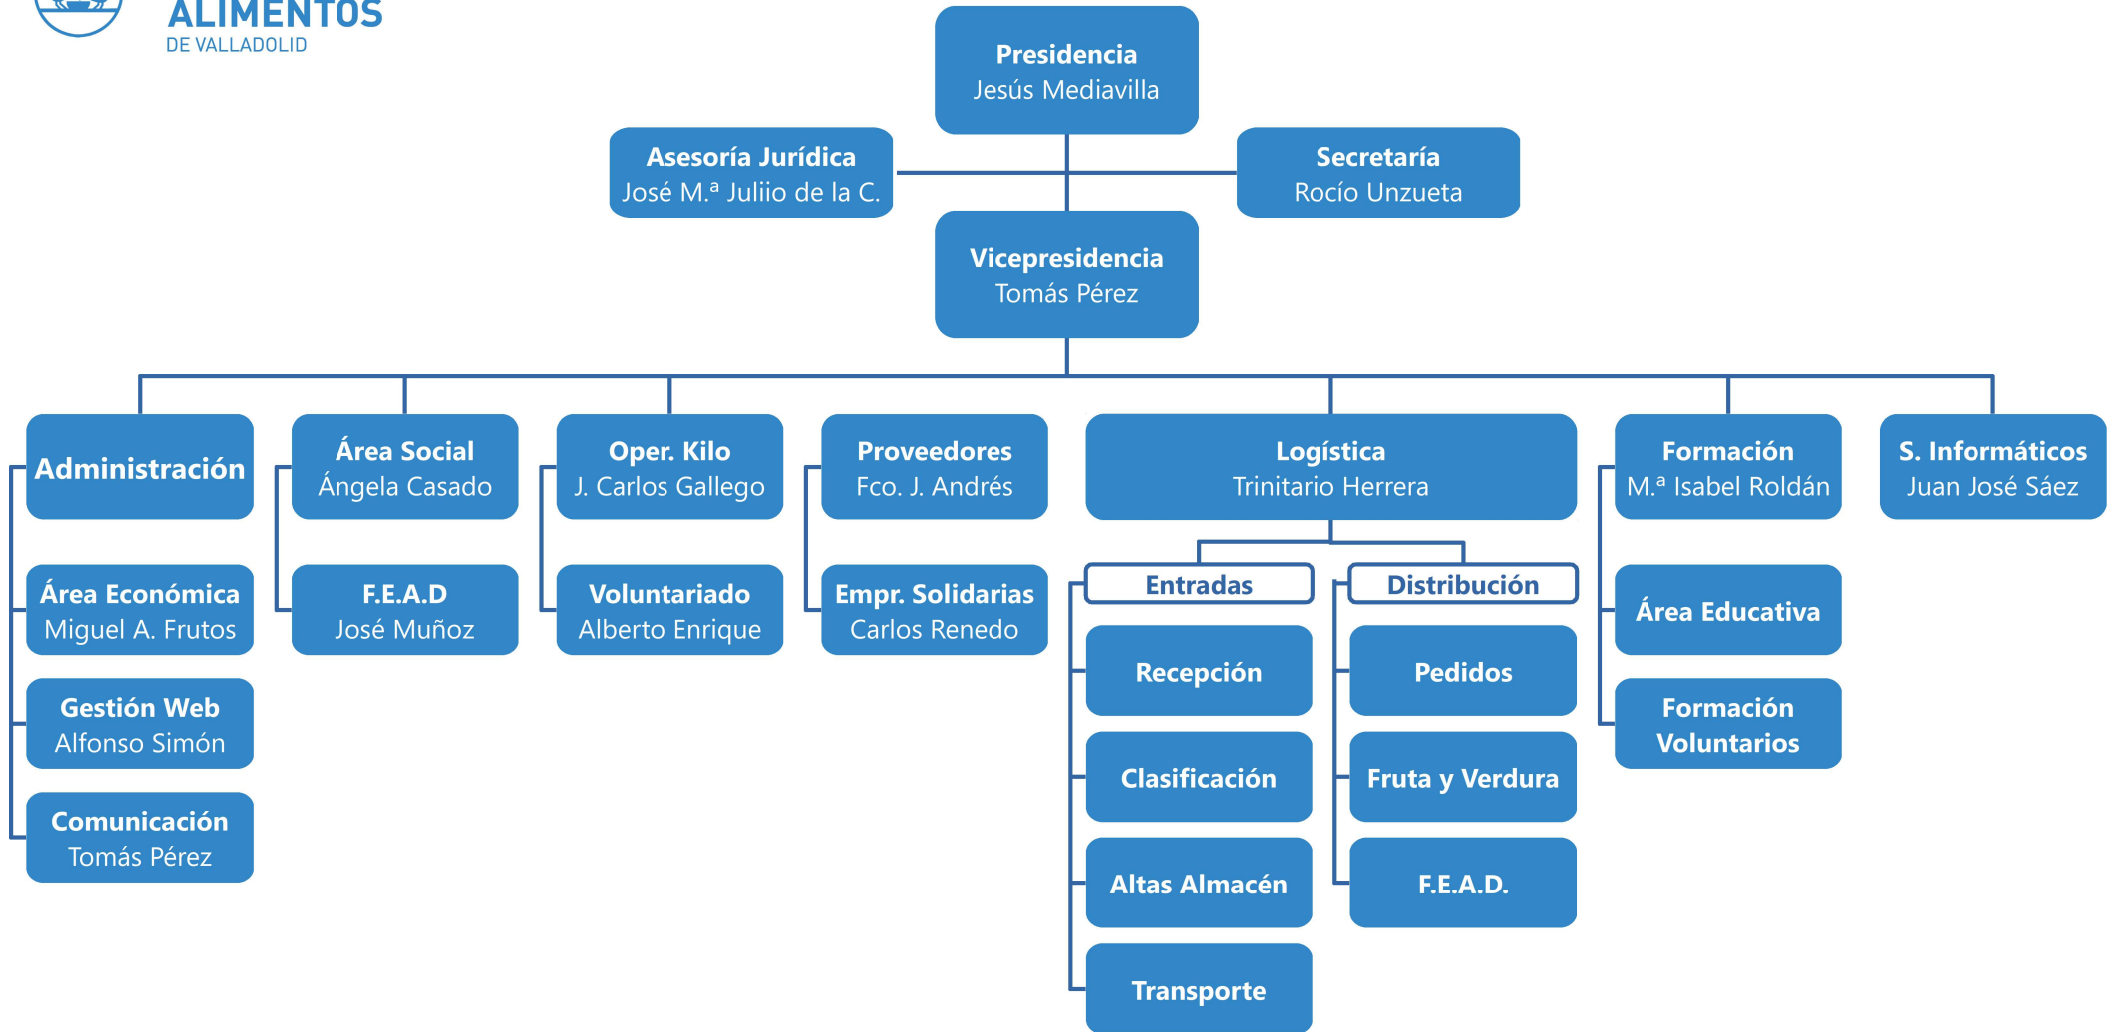 ALIMENTOS
DE VALLADOLID
Presidencia
Jesús Mediavilla
Asesoría Jurídica
José M.ª Juliio de la C.
Secretaría
Rocío Unzueta
Vicepresidencia
Tomás Pérez
Administración
Área Social
Ángela Casado
Oper. Kilo
J. Carlos Gallego
Proveedores
Fco. J. Andrés
Logística
Trinitario Herrera
Formación
M.ª Isabel Roldán
S. Informáticos
Juan José Sáez
Área Económica
Miguel A. Frutos
Gestión Web
Alfonso Simón
Comunicación
Tomás Pérez
F.E.A.D
José Muñoz
Voluntariado
Alberto Enrique
Empr. Solidarias
Carlos Renedo
Entradas
Recepción
Clasificación
Altas Almacén
Transporte
Distribución
Pedidos
Fruta y Verdura
F.E.A.D.
Área Educativa
Formación
Voluntarios